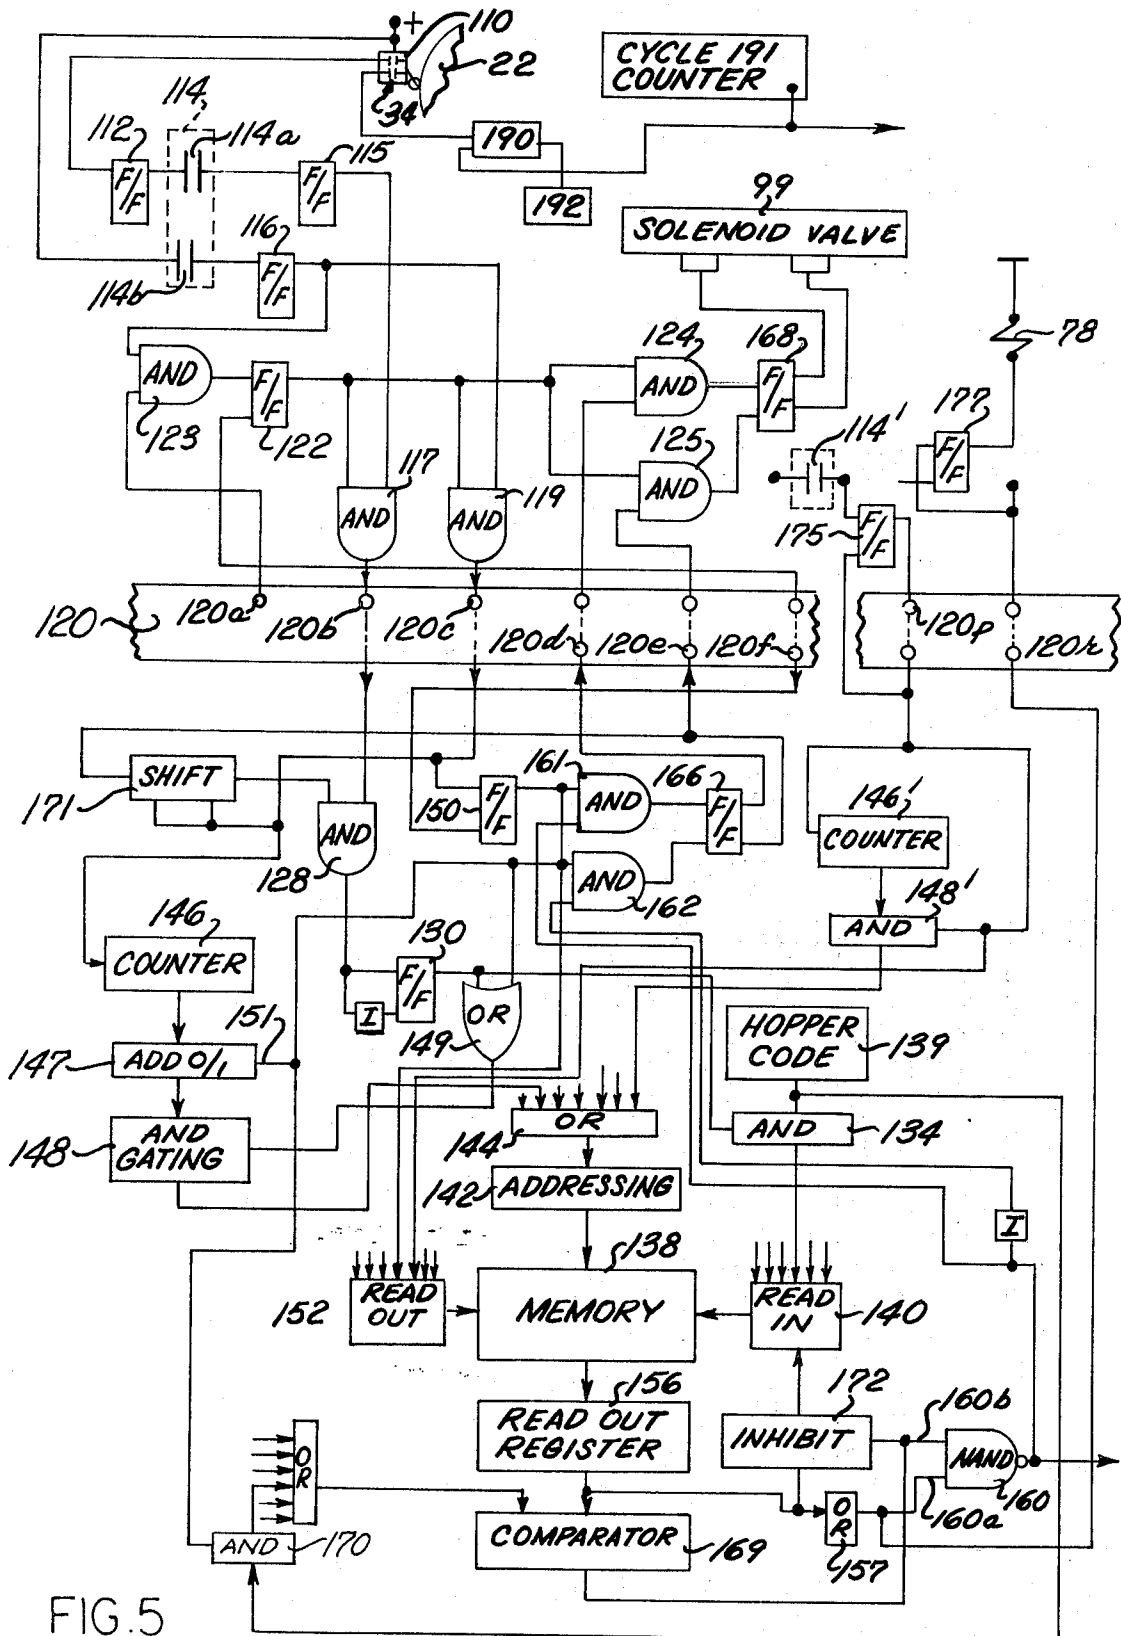 + 110
CYCLE 191
COUNTER
22
34
114
112
114a
115
F/F
F/F
190
192
99
SOLENOID VALVE
116
F/F
114b
78
124
168
AND
123
F/F
122
AND
F/F
177
F/F
114'
125
AND
117
119
AND
AND
175
F/F
120
120a
120b
120c
120d
120e
120f
120p
120r
SHIFT
171
150
F/F
161
AND
166
F/F
146'
COUNTER
AND
128
AND
162
148'
AND
146
COUNTER
130
F/F
I
OR
149
HOPPER
CODE
139
151
147
ADD 0/1
OR
144
AND
134
148
AND
GATING
142
ADDRESSING
I
138
152
READ
OUT
MEMORY
READ
IN
140
156
READ OUT
REGISTER
172
INHIBIT
160b
NAND
160
160a
OR
OR
157
COMPARATOR
169
AND
170
FIG.5